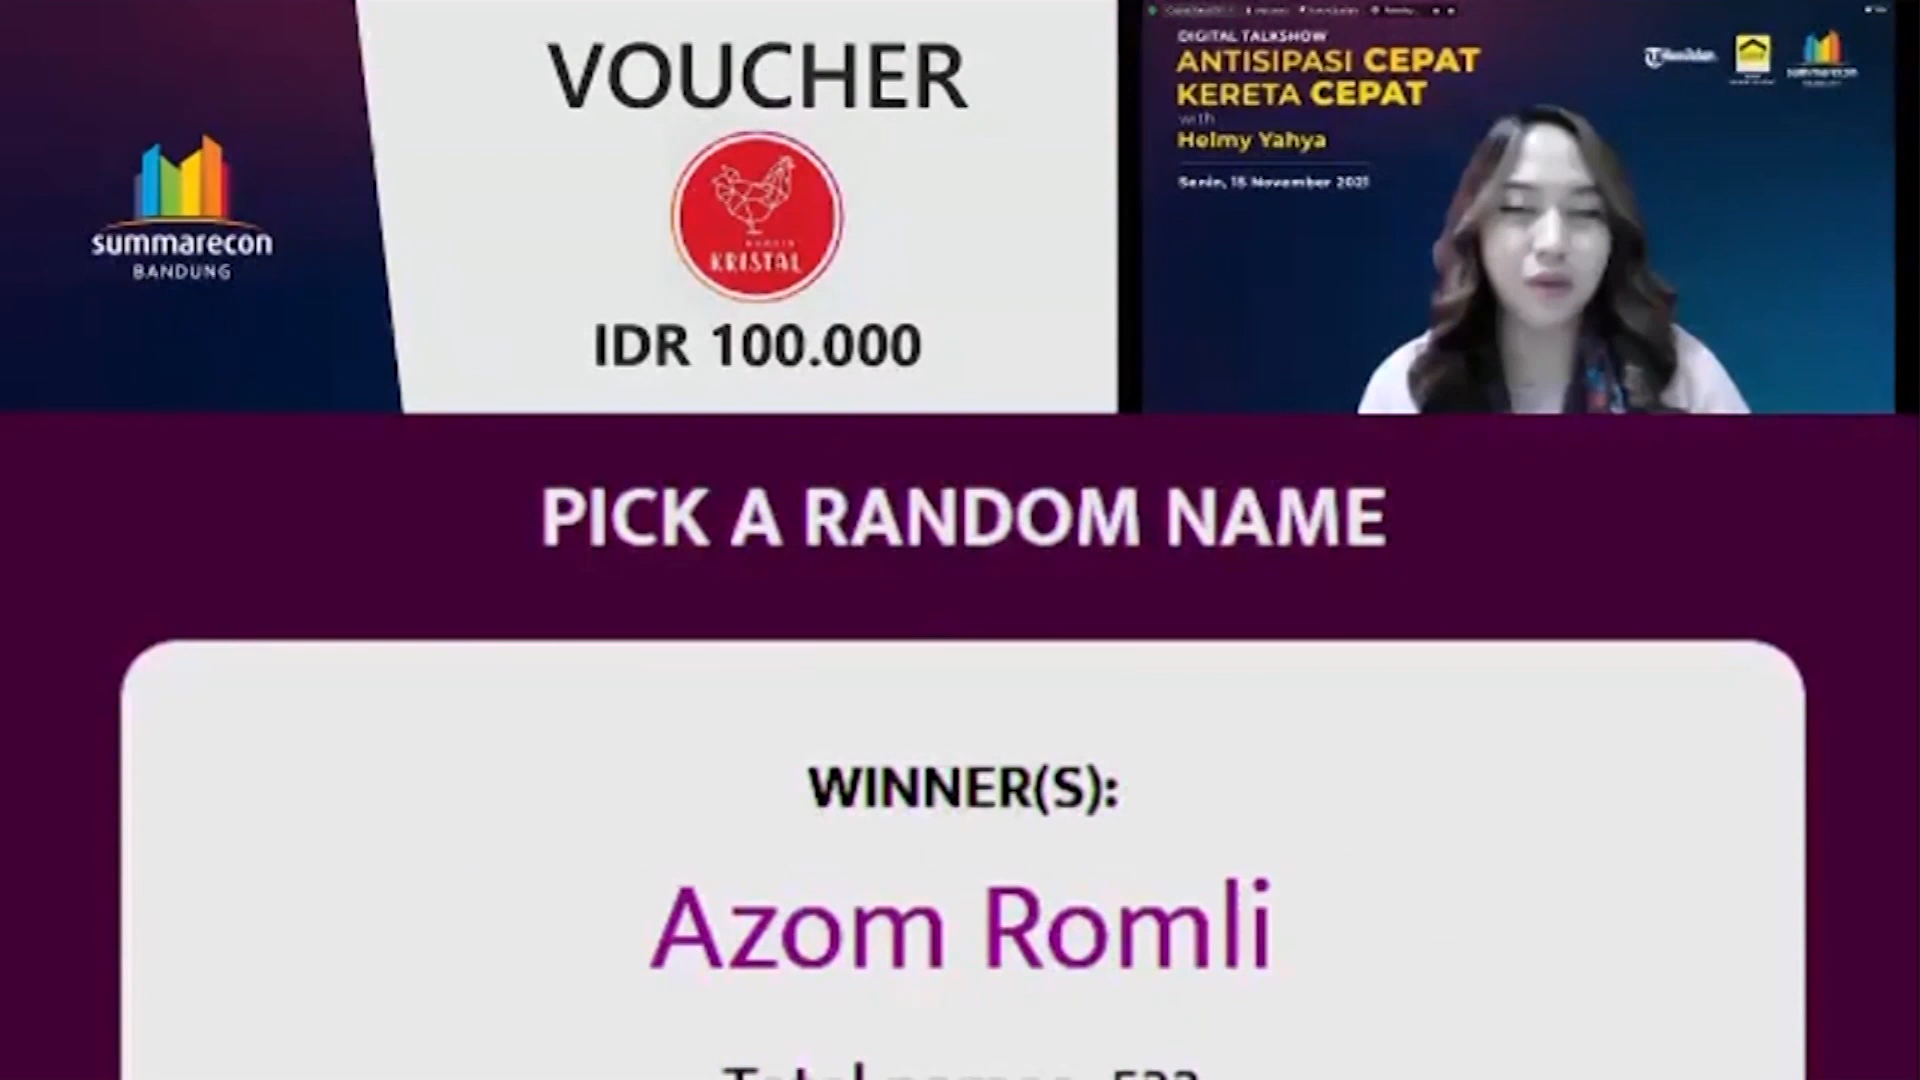 VOUCHER
KRISTAL
IDR 100.000
summarecon
BANDUNG
DIGITAL TALKSHOW
ANTISIPASI CEPAT
KERETA CEPAT
with
Helmy Yahya
Senin, 15 November 2021
summarecon
PICK A RANDOM NAME
WINNER(S):
Azom Romli